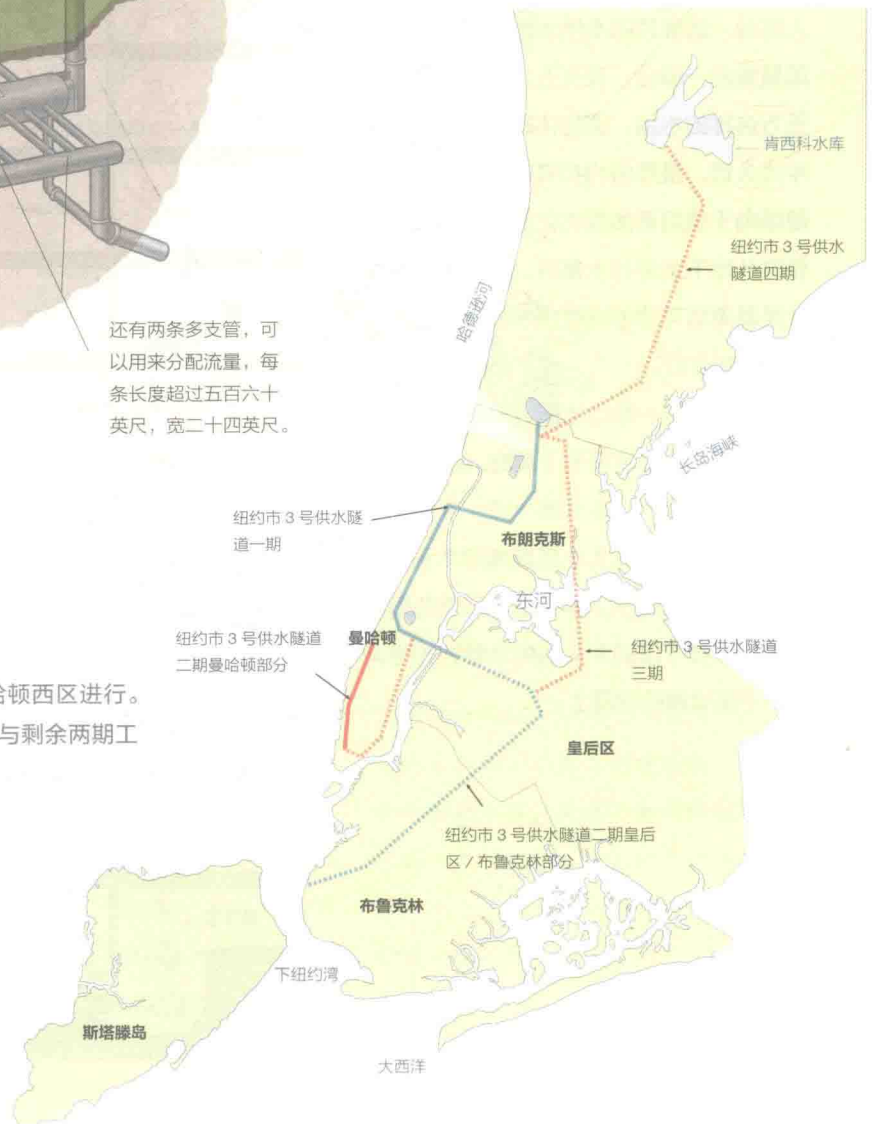 肯西科水库
纽约市3号供水
隧道四期
哈德逊河
还有两条多支管，可
以用来分配流量，每
条长度超过五百六十
英尺，宽二十四英尺。
长岛海峡
纽约市3号供水隧
道一期
布朗克斯
东河
纽约市3号供水隧道
二期曼哈顿部分
曼哈顿
纽约市3号供水隧道
三期
哈顿西区进行。
与剩余两期工
皇后区
纽约市3号供水隧道二期皇后
区/布鲁克林部分
布鲁克林
下纽约湾
斯塔滕岛
大西洋